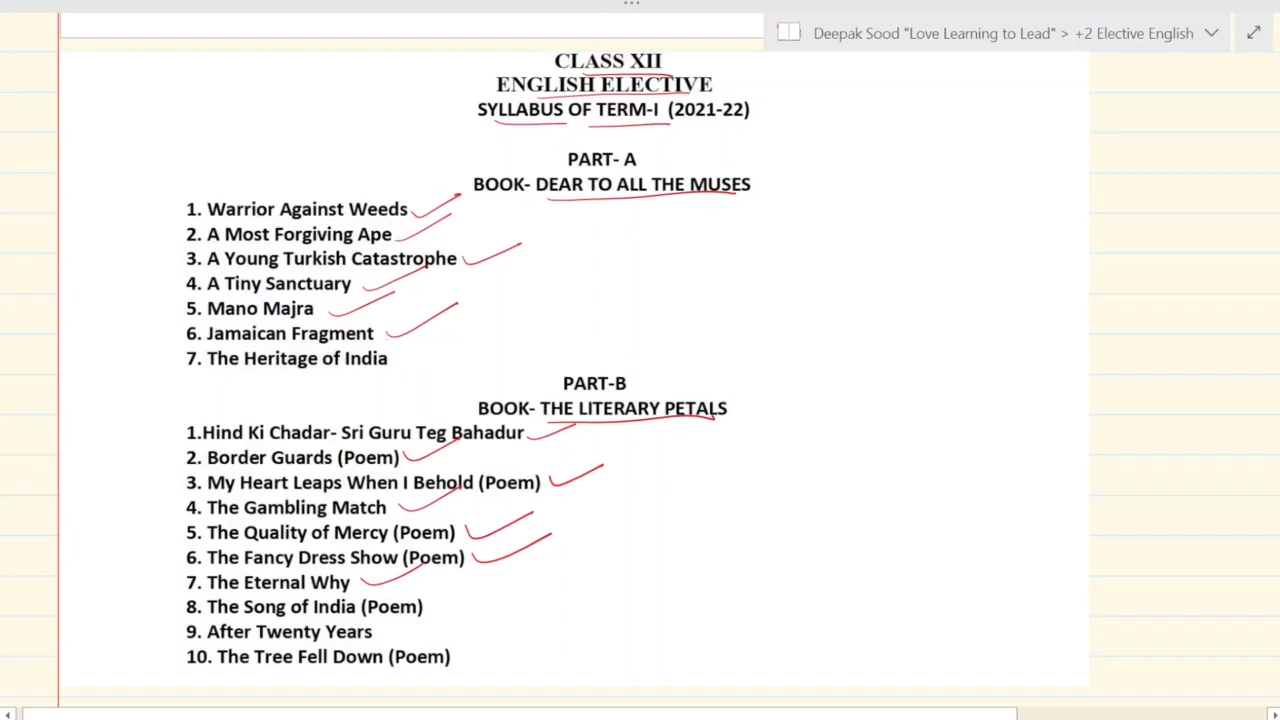 Deepak Sood "Love Learning to Lead" > +2 Elective English
CLASS XII
ENGLISH ELECTIVE
SYLLABUS OF TERM-I (2021-22)
PART- A
BOOK- DEAR TO ALL THE MUSES
1. Warrior Against Weeds
2. A Most Forgiving Ape
3. A Young Turkish Catastrophe
4. A Tiny Sanctuary
5. Mano Majra
6. Jamaican Fragment
7. The Heritage of India
PART-B
BOOK- THE LITERARY PETALS
1.Hind Ki Chadar- Sri Guru Teg Bahadur
2. Border Guards (Poem)
3. My Heart Leaps When I Behold (Poem)
4. The Gambling Match
5. The Quality of Mercy (Poem)
6. The Fancy Dress Show (Poem)
7. The Eternal Why
8. The Song of India (Poem)
9. After Twenty Years
10. The Tree Fell Down (Poem)